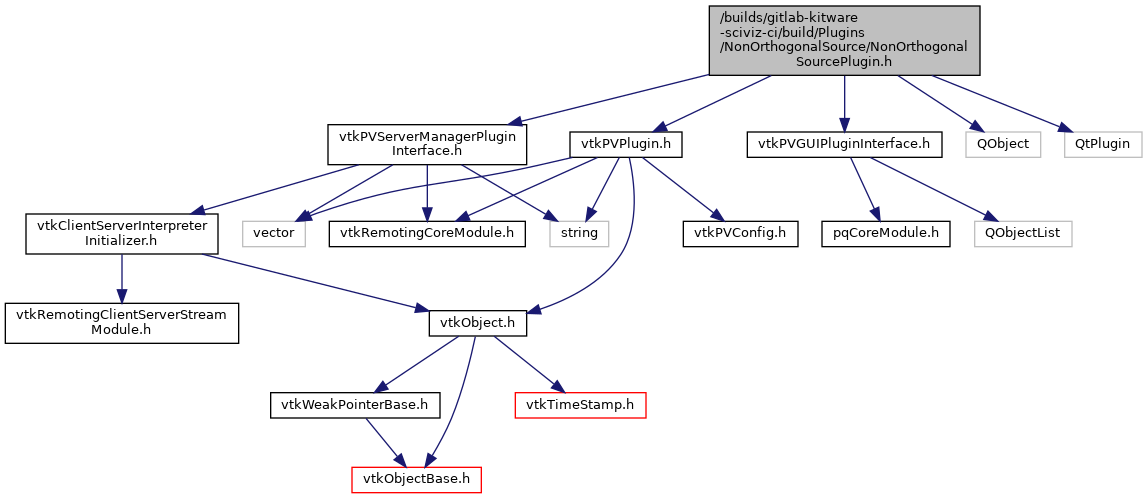 /builds/gitlab-kitware
-sciviz-ci/build/Plugins
/NonOrthogonalSource/NonOrthogonal
SourcePlugin.h
vtkPVServerManagerPlugin
Interface.h
vtkPVPlugin.h
vtkPVGUIPluginInterface.h
QObject
QtPlugin
vtkClientServerInterpreter
Initializer.h
vector
vtkRemotingCoreModule.h
string
vtkPVConfig.h
pqCoreModule.h
QObjectList
vtkRemotingClientServerStream
Module.h
vtkObject.h
vtkWeakPointerBase.h
vtkTimeStamp.h
vtkObjectBase.h